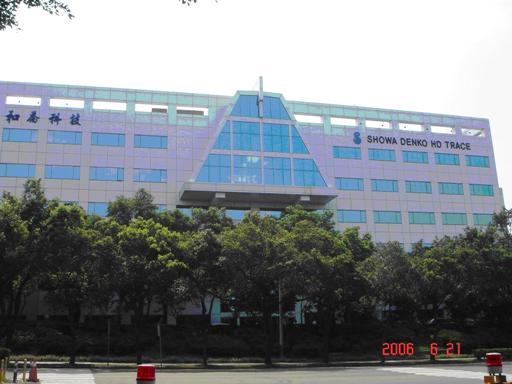 和喬科技
SHOWA DENKO HD TRACE
2006 6 21